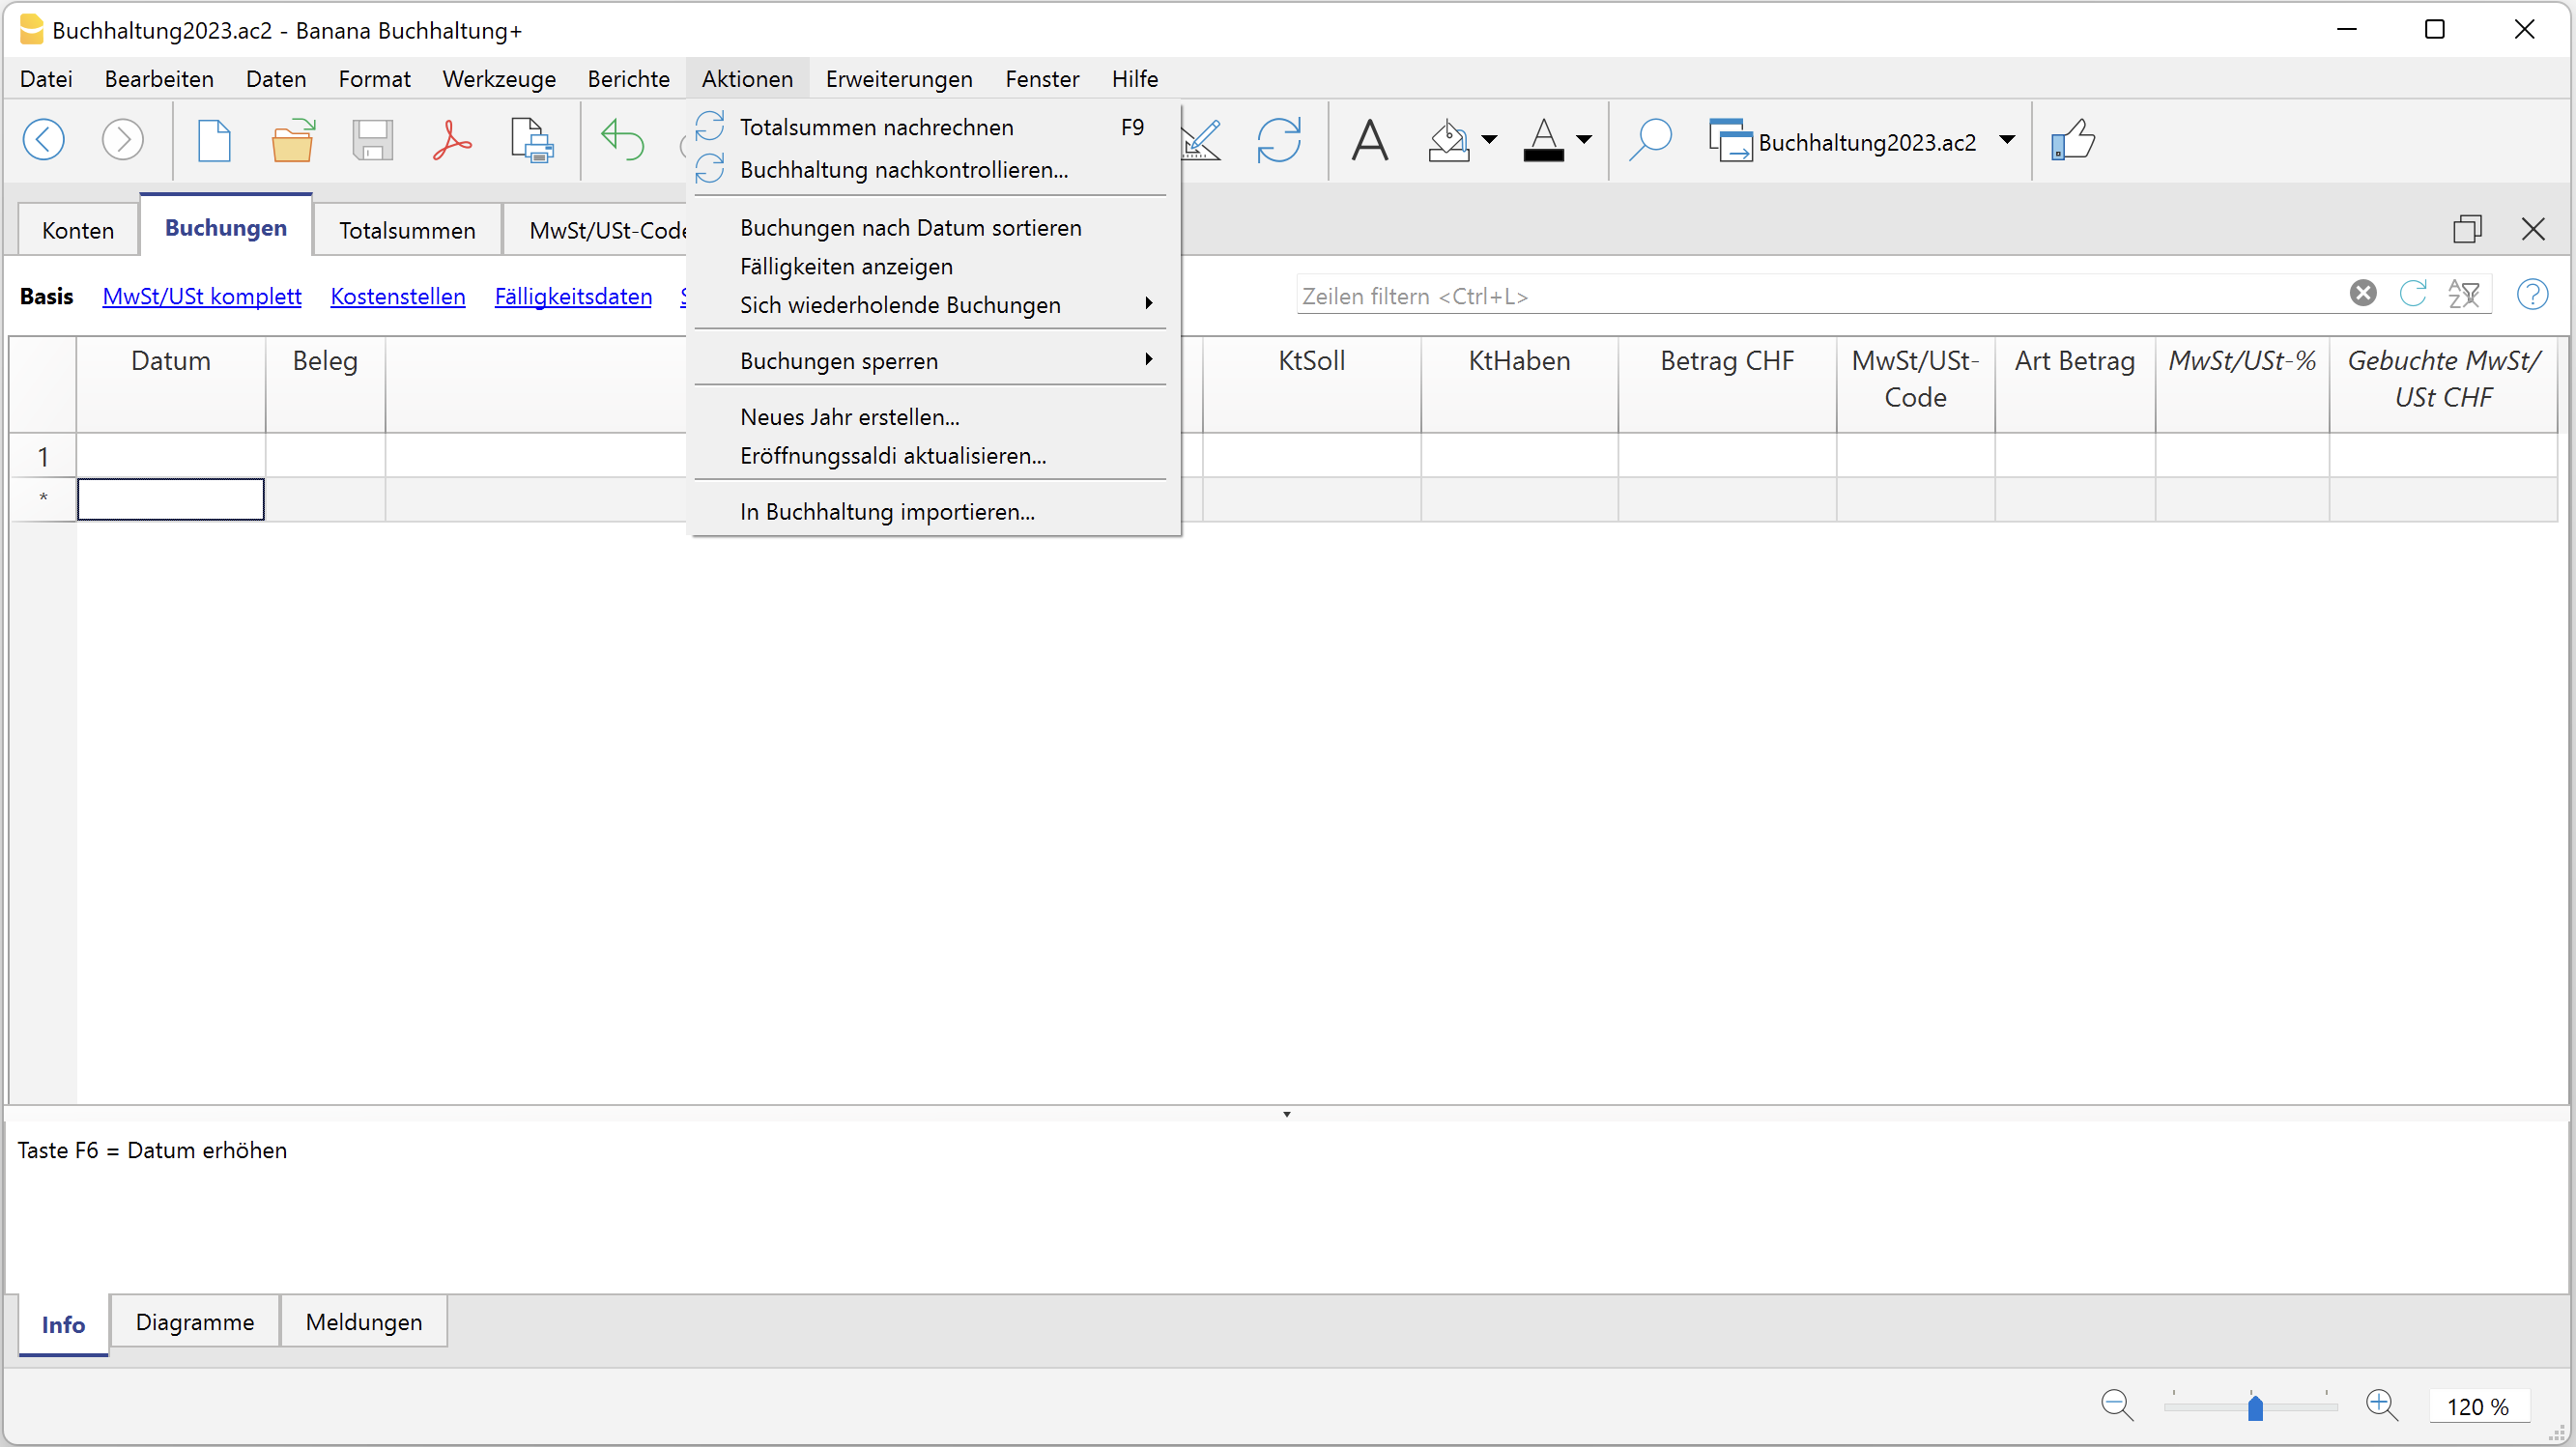 Buchhaltung2023.ac2 - Banana Buchhaltung+
Datei Bearbeiten Daten Format Werkzeuge Berichte Aktionen Erweiterungen Fenster Hilfe
Totalsummen nachrechnen F9
Buchhaltung nachkontrollieren...
Buchungen nach Datum sortieren
Fälligkeiten anzeigen
Sich wiederholende Buchungen
Buchungen sperren
Neues Jahr erstellen...
Eröffnungssaldi aktualisieren...
In Buchhaltung importieren...
Buchhaltung2023.ac2
Konten Buchungen Totalsummen MwSt/USt-Code
Basis MwSt/USt komplett Kostenstellen Fälligkeitsdaten
Zeilen filtern <Ctrl+L>
Datum Beleg KtSoll KtHaben Betrag CHF MwSt/USt- Art Betrag MwSt/USt-% Gebuchte MwSt/
Code USt CHF
1
*
Taste F6 = Datum erhöhen
Info Diagramme Meldungen
120 %